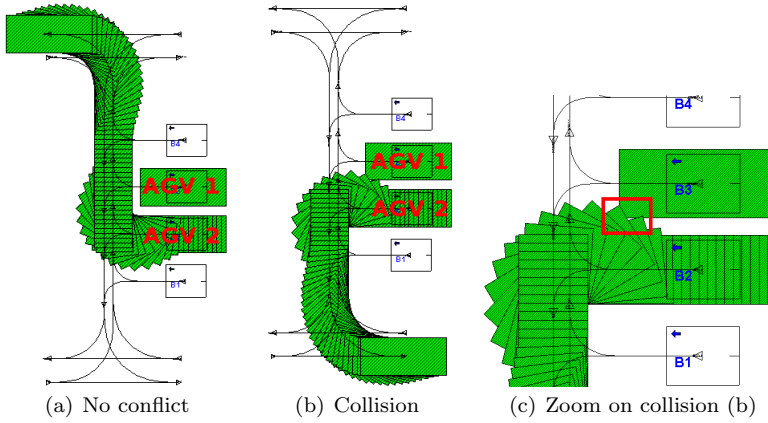 B4
AGV 1
AGV 2
B1
(a) No conflict
B4
AGV 1
AGV 2
B1
(b) Collision
B4
B3
B2
B1
(c) Zoom on collision (b)